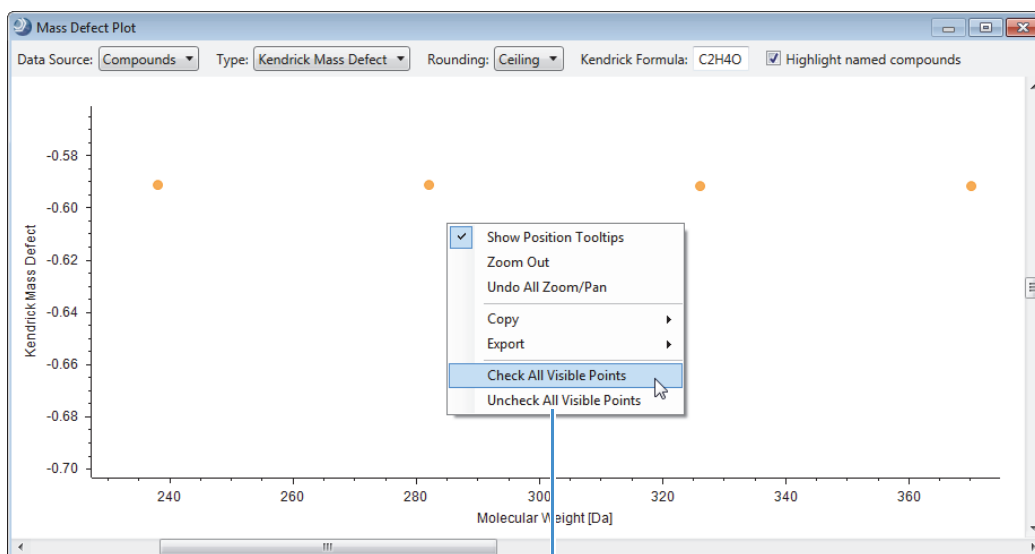 Mass Defect Plot
Data Source: Compounds Type: Kendrick Mass Defect Rounding: Ceiling Kendrick Formula: C2H4O Highlight named compounds
-0.58
-0.60
-0.62
-0.64
-0.66
-0.68
-0.70
Kendrick Mass Defect
Show Position Tooltips
Zoom Out
Undo All Zoom/Pan
Copy
Export
Check All Visible Points
Uncheck All Visible Points
240 260 280 300 320 340 360
Molecular Weight [Da]